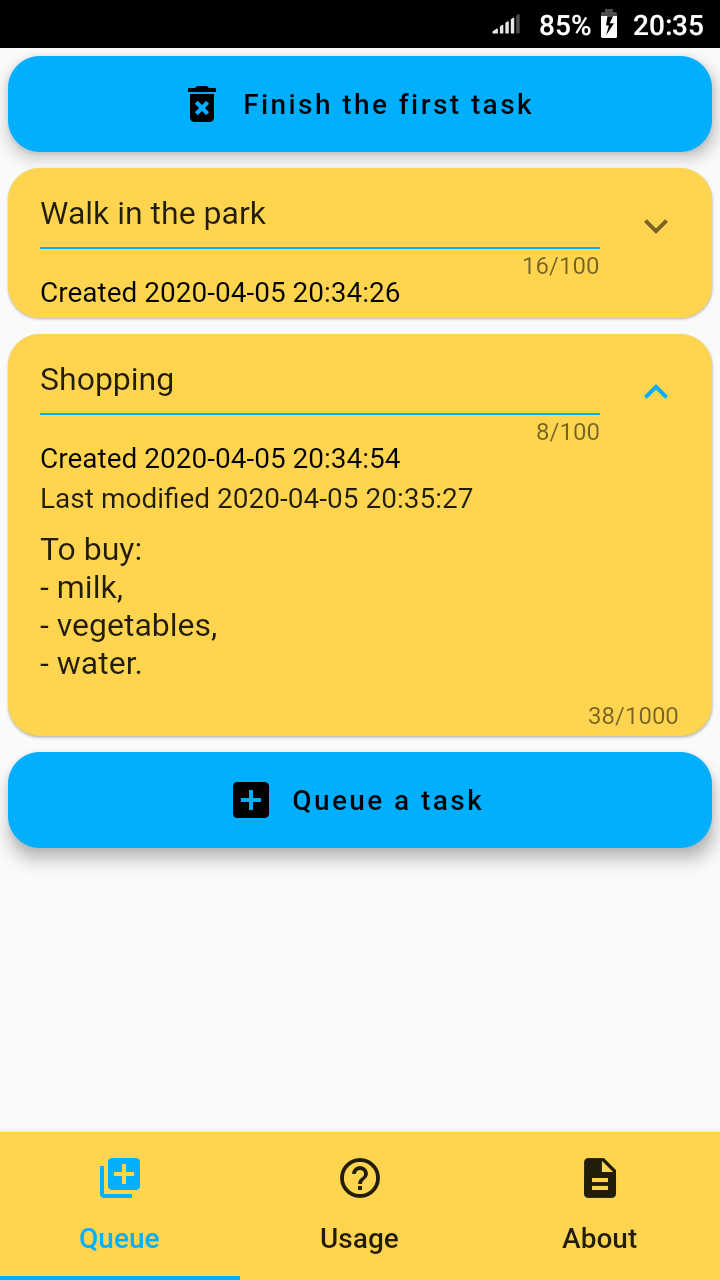 85% 20:35
Finish the first task
Walk in the park
16/100
Created 2020-04-05 20:34:26
Shopping
8/100
Created 2020-04-05 20:34:54
Last modified 2020-04-05 20:35:27
To buy:
- milk,
- vegetables,
- water.
38/1000
Queue a task
Queue Usage About